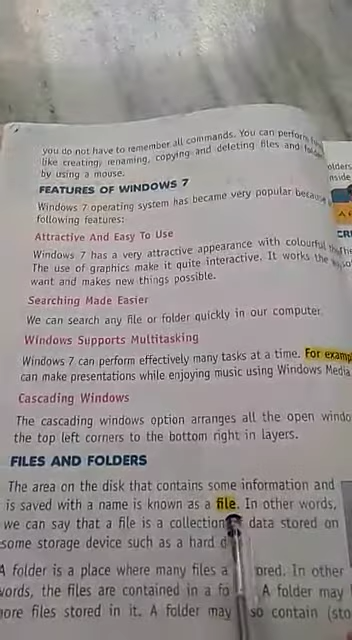 you do not have to remember all commands. You can perform
like creating, renaming, copying and deleting files and
by using a mouse.
FEATURES OF WINDOWS 7
Windows 7 operating system has became very popular because
following features:
Attractive And Easy To Use
Windows 7 has a very attractive appearance with colourful
The use of graphics make it quite interactive. It works the
want and makes new things possible.
Searching Made Easier
We can search any file or folder quickly in our computer.
Windows Supports Multitasking
Windows 7 can perform effectively many tasks at a time. For examp
can make presentations while enjoying music using Windows Media
Cascading Windows
The cascading windows option arranges all the open windo
the top left corners to the bottom right in layers.
FILES AND FOLDERS
The area on the disk that contains some information and
is saved with a name is known as a file. In other words,
we can say that a file is a collection data stored on
some storage device such as a hard d
A folder is a place where many files a ored. In other
words, the files are contained in a fo A folder may
more files stored in it. A folder may so contain (sto
olders
nside